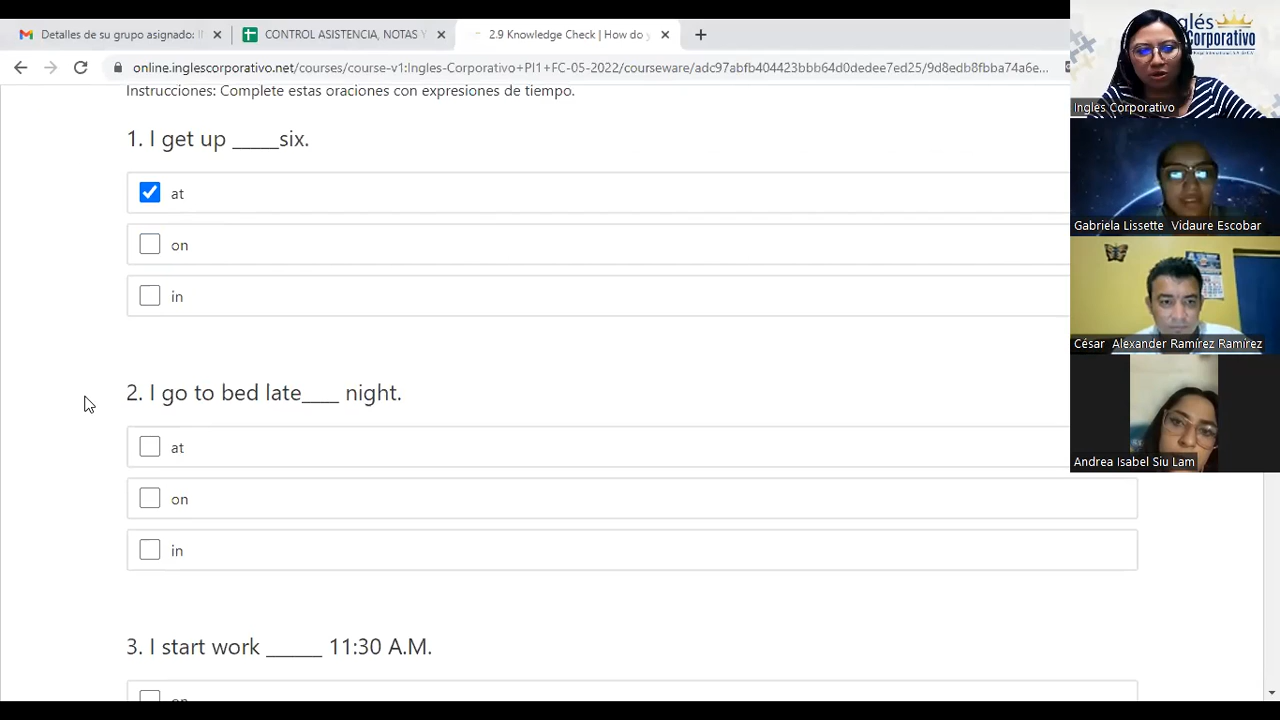 Detalles de su grupo asignado: I
CONTROL ASISTENCIA, NOTAS Y
2.9 Knowledge Check | How do y
online.inglescorporativo.net/courses/course-v1:Ingles-Corporativo+PI1+FC-05-2022/courseware/adc97abfb404423bbb64d0dedee7ed25/9d8edb8fbba74a6e...
Instrucciones: Complete estas oraciones con expresiones de tiempo.
1. I get up _____six.
at
on
in
2. I go to bed late____ night.
at
on
in
3. I start work ______ 11:30 A.M.
on
glés
Corporativo
Ingles Corporativo
Gabriela Lissette Vidaure Escobar
César Alexander Ramírez Ramírez
Andrea Isabel Siu Lam